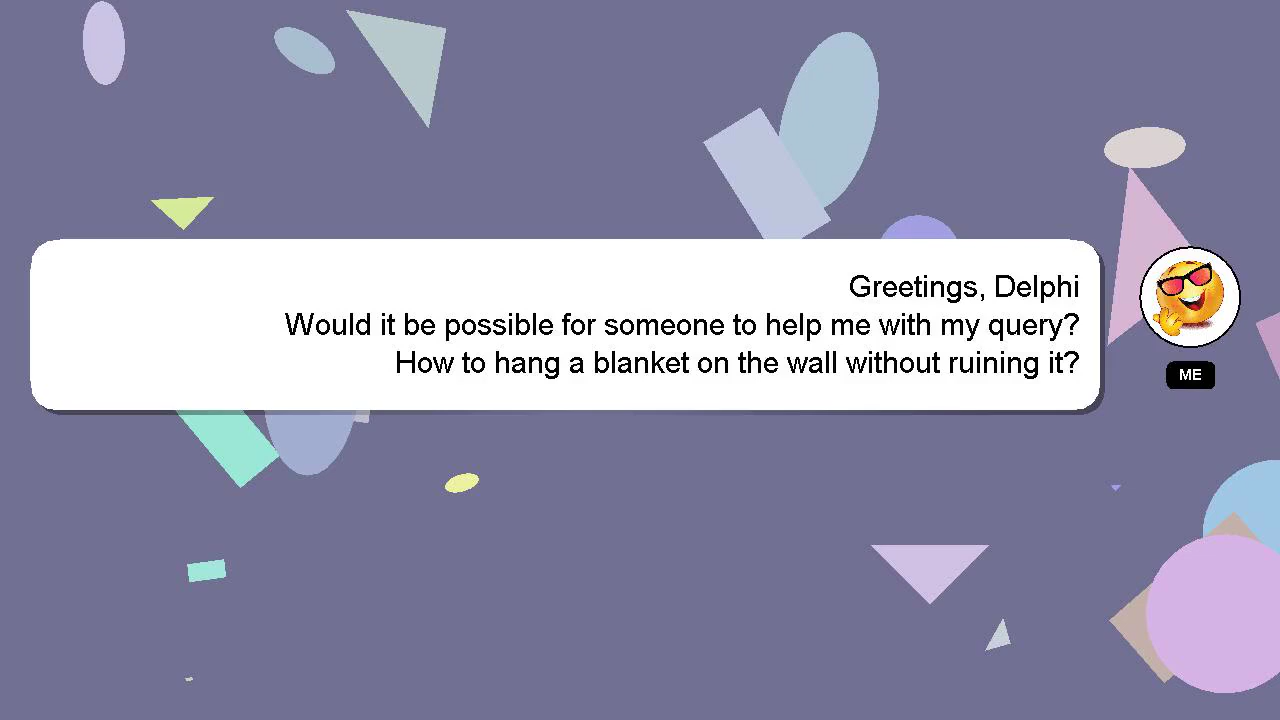 Greetings, Delphi
Would it be possible for someone to help me with my query?
How to hang a blanket on the wall without ruining it?
ME